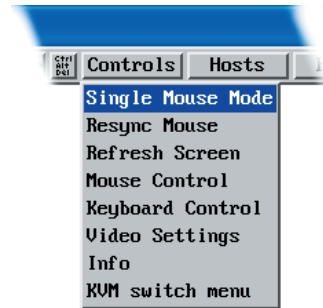 Ctrl Alt Del Controls Hosts
Single Mouse Mode
Resync Mouse
Refresh Screen
Mouse Control
Keyboard Control
Video Settings
Info
KVM switch menu